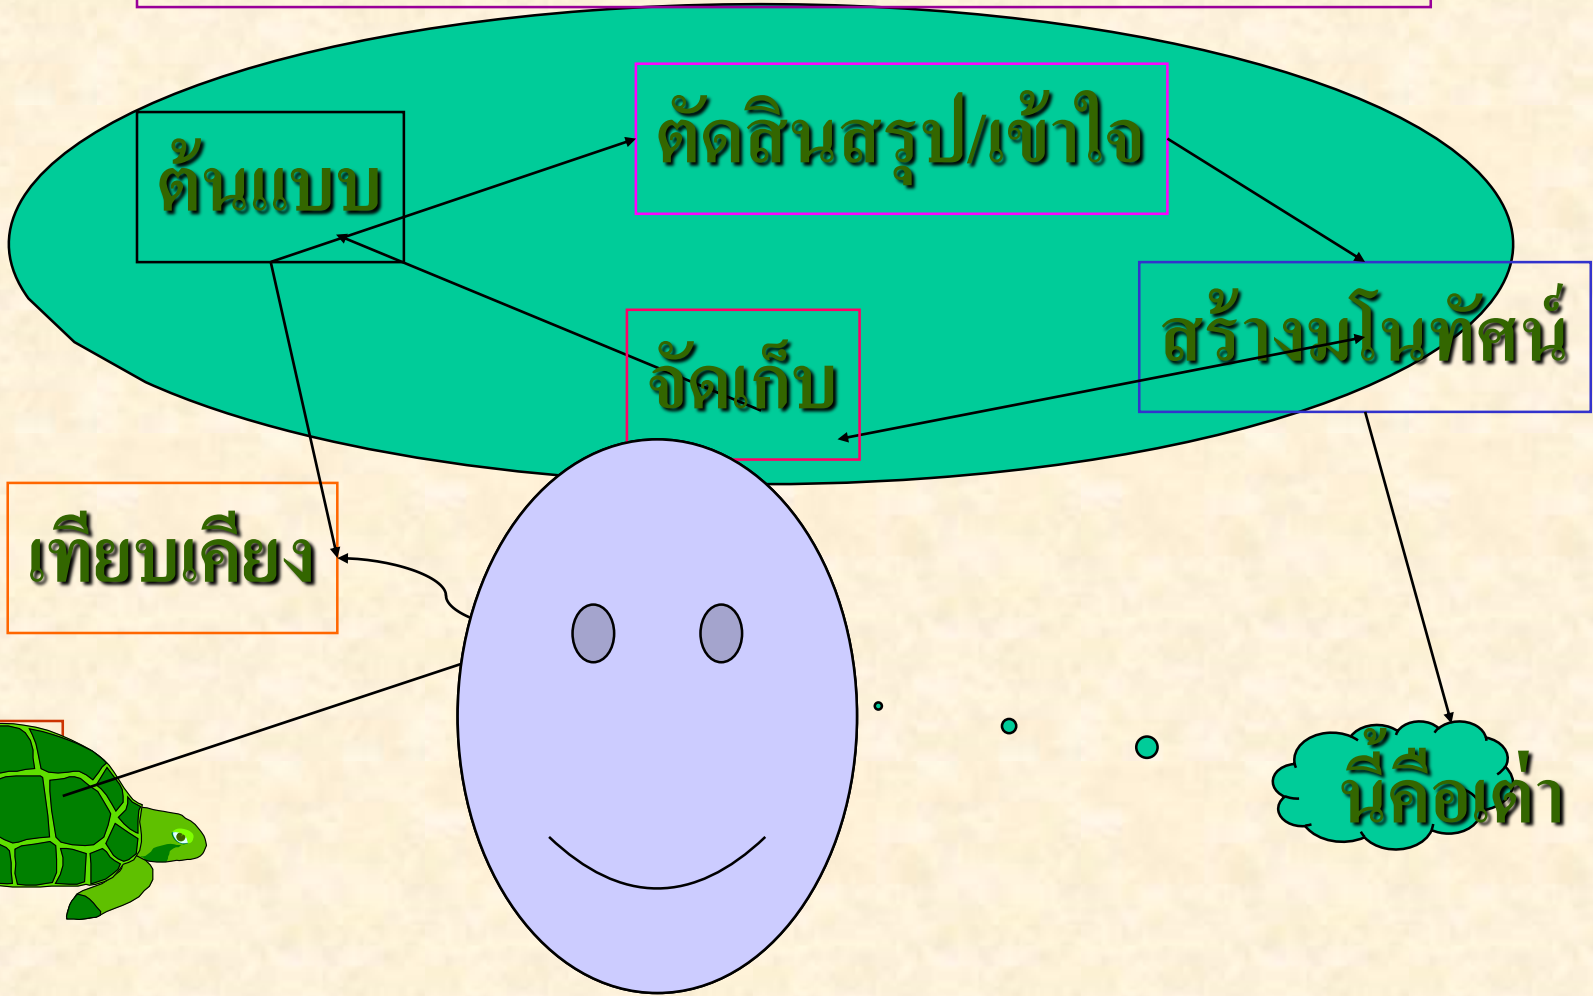 ตัดสินสรุป/เข้าใจ
ต้นแบบ
สร้างมโนทัศน์
จัดเก็บ
เทียบเคียง
นี้คือเต่า